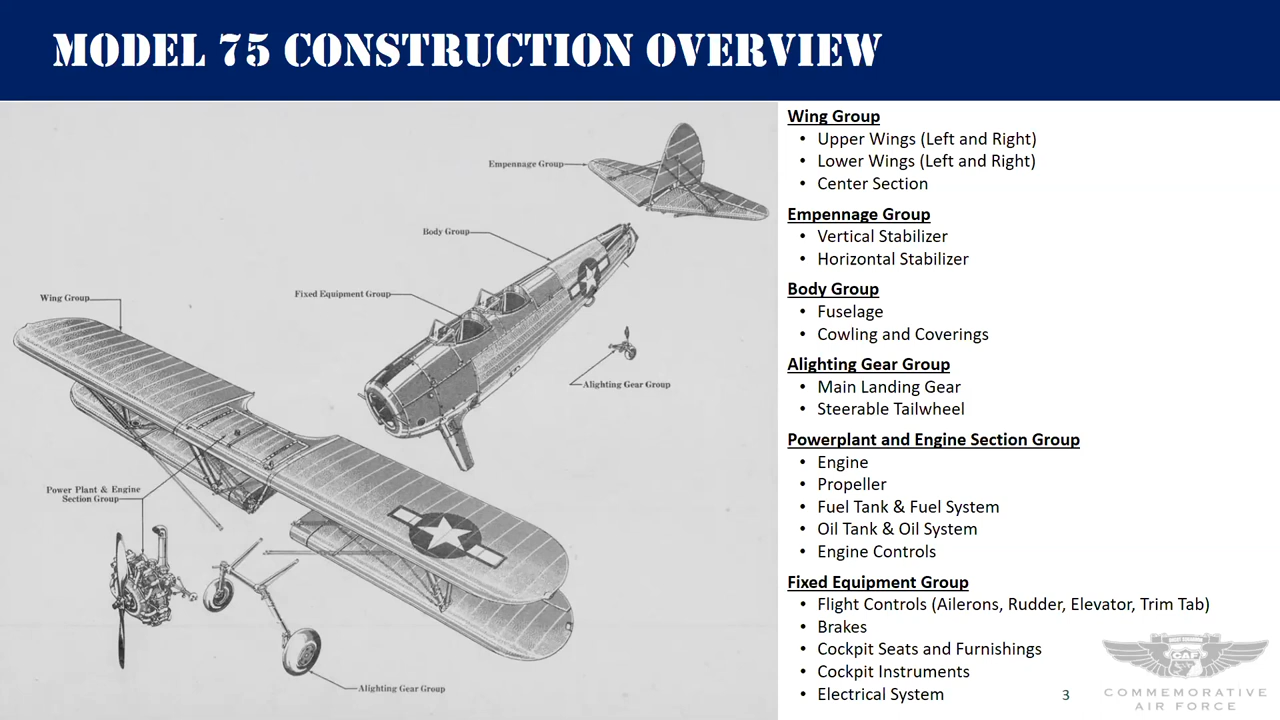 MODEL 75 CONSTRUCTION OVERVIEW
Empennage Group
Body Group
Fixed Equipment Group
Wing Group
Alighting Gear Group
Power Plant & Engine
Section Group
Alighting Gear Group
Wing Group
• Upper Wings (Left and Right)
• Lower Wings (Left and Right)
• Center Section
Empennage Group
• Vertical Stabilizer
• Horizontal Stabilizer
Body Group
• Fuselage
• Cowling and Coverings
Alighting Gear Group
• Main Landing Gear
• Steerable Tailwheel
Powerplant and Engine Section Group
• Engine
• Propeller
• Fuel Tank & Fuel System
• Oil Tank & Oil System
• Engine Controls
Fixed Equipment Group
• Flight Controls (Ailerons, Rudder, Elevator, Trim Tab)
• Brakes
• Cockpit Seats and Furnishings
• Cockpit Instruments
• Electrical System
3
CAF
COMMEMORATIVE
AIR FORCE